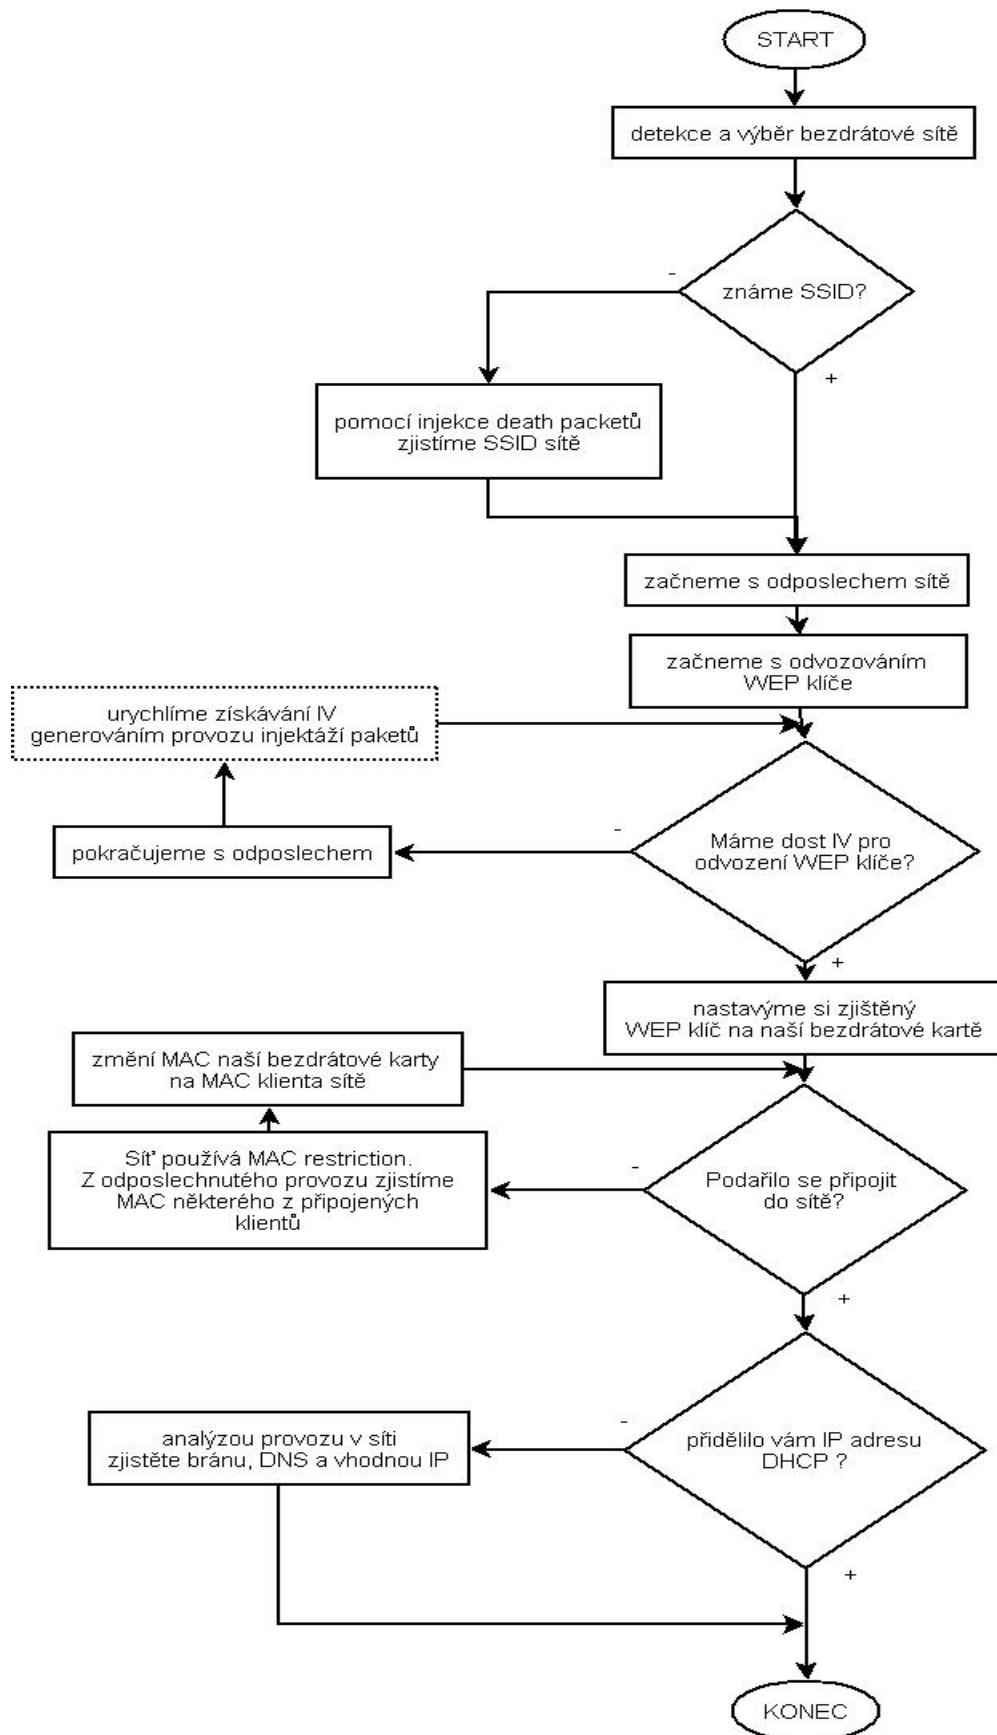 START
detekce a výběr bezdrátové sítě
známe SSID?
-
+
pomocí injekce death packetů
zjistíme SSID sítě
začneme s odposlechem sítě
začneme s odvozováním
WEP klíče
urychlíme získávání IV
generováním provozu injektáží paketů
Máme dost IV pro
odvození WEP klíče?
-
+
pokračujeme s odposlechem
nastavýme si zjištěný
WEP klíč na naší bezdrátové kartě
změní MAC naší bezdrátové karty
na MAC klienta sítě
Síť používá MAC restriction.
Z odposlechnutého provozu zjistíme
MAC některého z připojených
klientů
Podařilo se připojit
do sítě?
-
+
přidělilo vám IP adresu
DHCP ?
-
+
analýzou provozu v síti
zjistěte bránu, DNS a vhodnou IP
KONEC